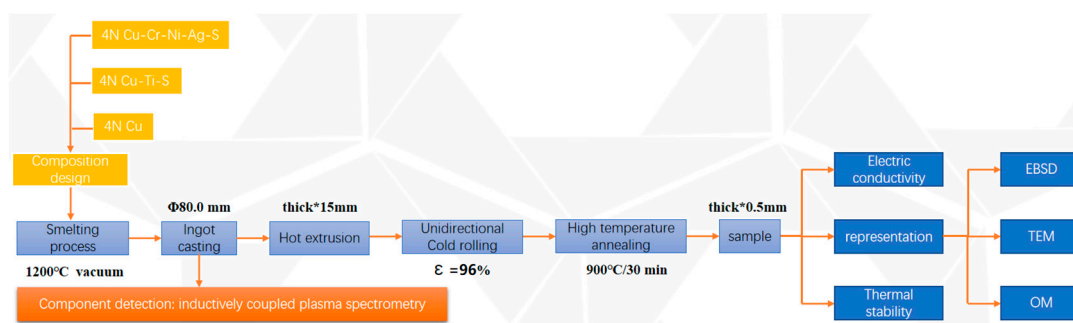 4N Cu-Cr-Ni-Ag-S
4N Cu-Ti-S
4N Cu
Composition
design
Electric
conductivity
EBSD
Φ80.0 mm
thick*15mm
thick*0.5mm
Smelting
process
Ingot
casting
Hot extrusion
Unidirectional
Cold rolling
High temperature
annealing
sample
representation
TEM
1200℃ vacuum
ε =96%
900℃/30 min
Component detection: inductively coupled plasma spectrometry
Thermal
stability
OM